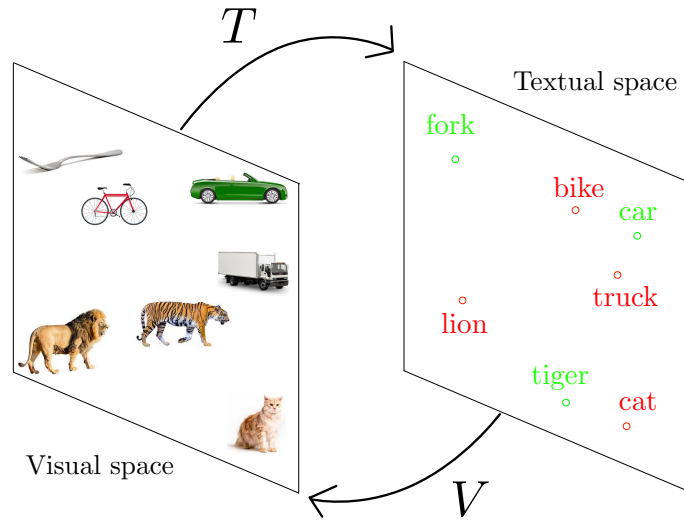 T
Textual space
fork
bike
car
truck
lion
tiger
cat
Visual space
V